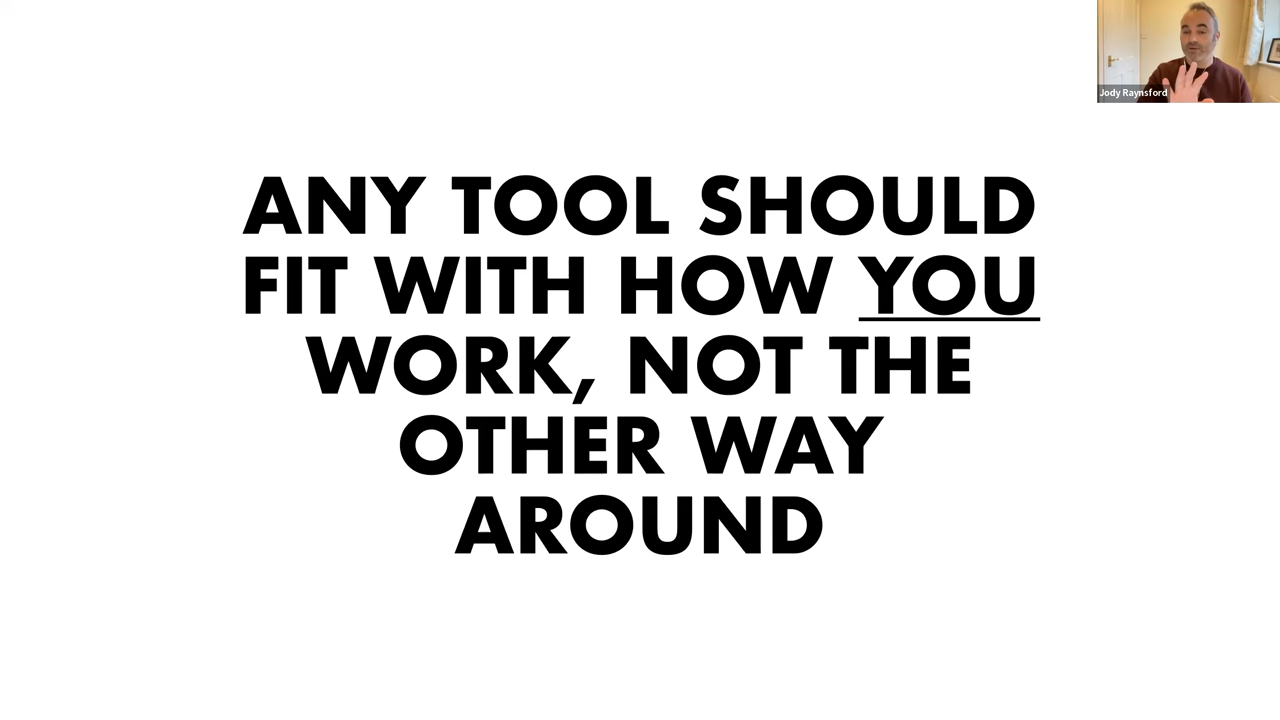 Jody Raynsford
ANY TOOL SHOULD
FIT WITH HOW YOU
WORK, NOT THE
OTHER WAY
AROUND